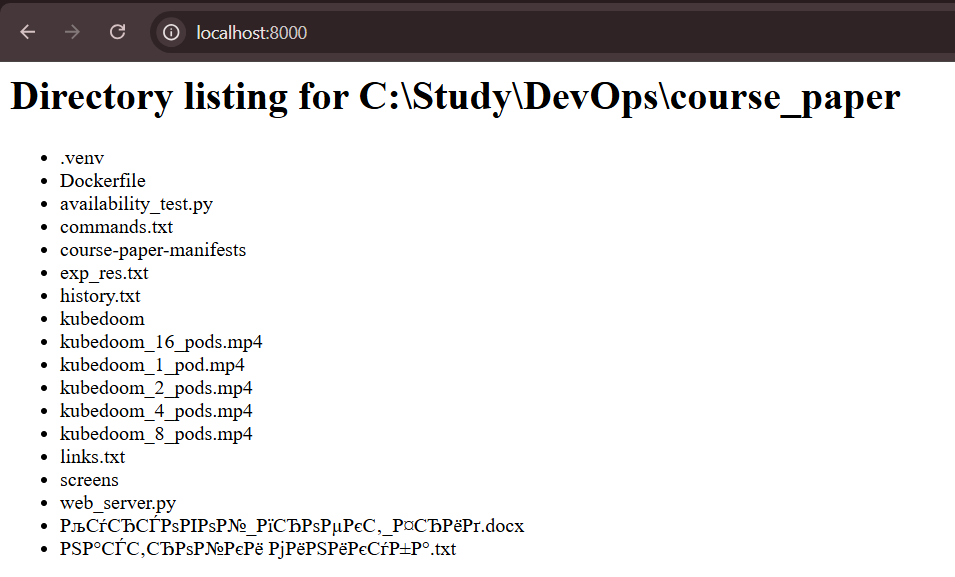 localhost:8000
Directory listing for C:\Study\DevOps\course_paper
.venv
Dockerfile
availability_test.py
commands.txt
course-paper-manifests
exp_res.txt
history.txt
kubedoom
kubedoom_16_pods.mp4
kubedoom_1_pod.mp4
kubedoom_2_pods.mp4
kubedoom_4_pods.mp4
kubedoom_8_pods.mp4
links.txt
screens
web_server.py
РљСѓСЂСЃРѕРІРѕР№_РїСЂРѕРµРєС‚_Р¤СЂРёРґ.docx
РЅР°СЃС‚СЂРѕР№РєРё РјРёРЅРёРєСѓР±Р°.txt